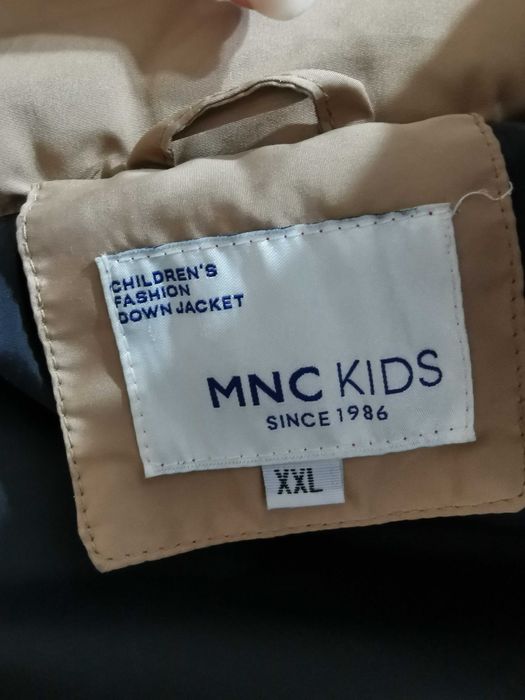 CHILDREN'S
FASHION
DOWN JACKET
MNC KIDS
SINCE 1986
XXL